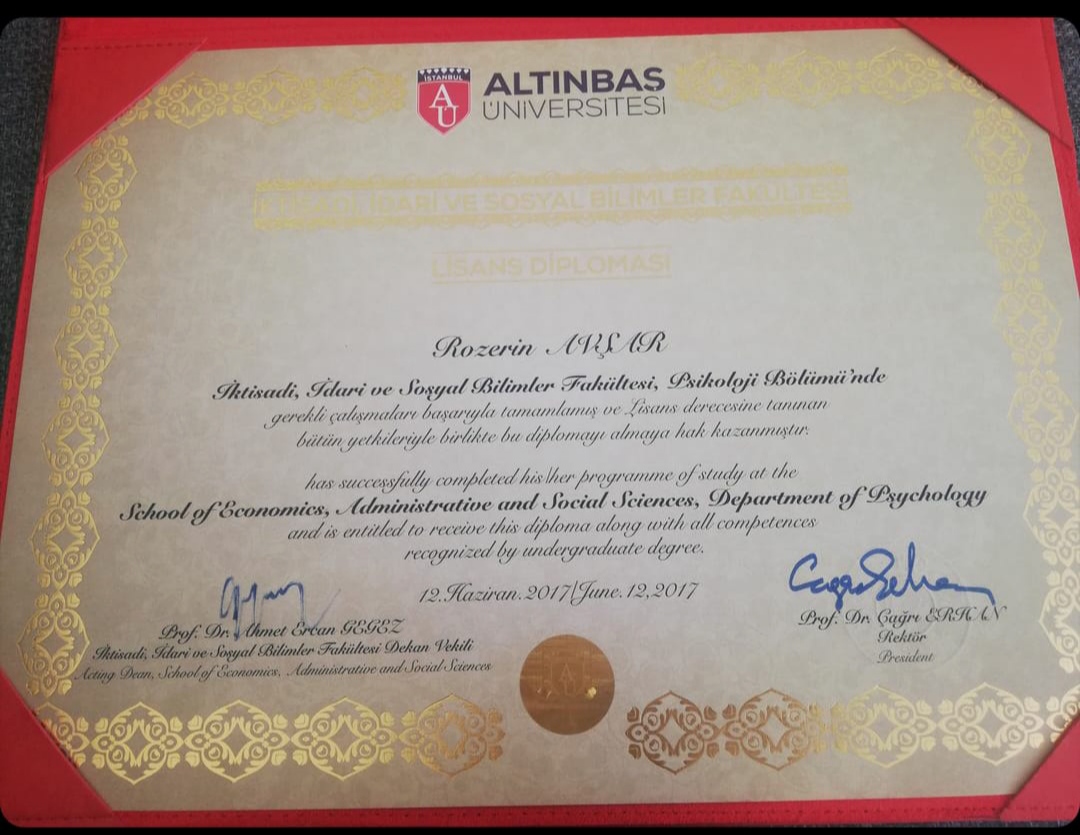 İSTANBUL
AU
ALTINBAŞ
ÜNİVERSİTESİ
İKTİSADİ, İDARİ VE SOSYAL BİLİMLER FAKÜLTESİ
LİSANS DİPLOMASI
Rozerin AVŞAR
İktisadi, İdari ve Sosyal Bilimler Fakültesi, Psikoloji Bölümü'nde
gerekli çalışmaları başarıyla tamamlamış ve Lisans derecesine tanınan
bütün yetkileriyle birlikte bu diplomayı almaya hak kazanmıştır.
has successfully completed his/her programme of study at the
School of Economics, Administrative and Social Sciences, Department of Psychology
and is entitled to receive this diploma along with all competences
recognized by undergraduate degree.
12.Haziran.2017/June.12,2017
Prof. Dr. Ahmet Ercan GEGEZ
İktisadi, İdari ve Sosyal Bilimler Fakültesi Dekan Vekili
Acting Dean, School of Economics, Administrative and Social Sciences
Prof. Dr. Çağrı ERHAN
Rektör
President